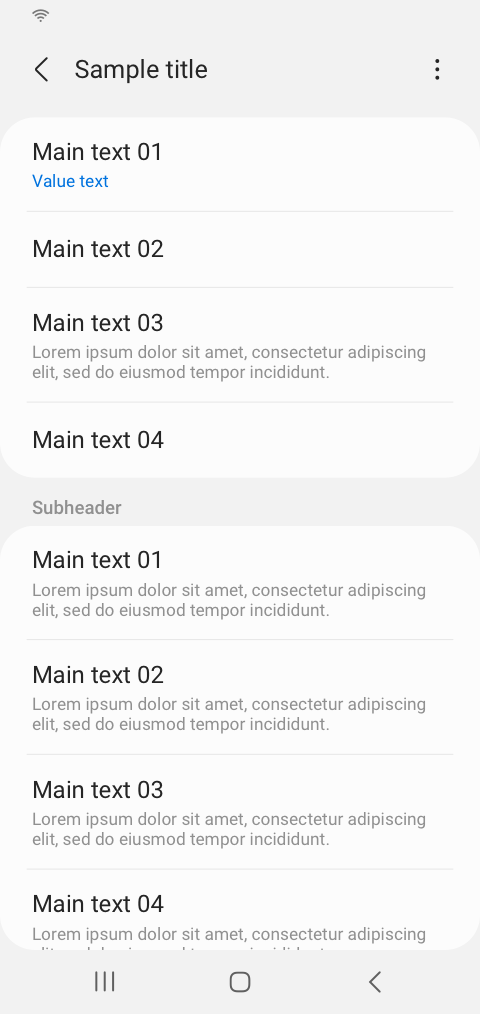 Sample title
Main text 01
Value text
Main text 02
Main text 03
Lorem ipsum dolor sit amet, consectetur adipiscing
elit, sed do eiusmod tempor incididunt.
Main text 04
Subheader
Main text 01
Lorem ipsum dolor sit amet, consectetur adipiscing
elit, sed do eiusmod tempor incididunt.
Main text 02
Lorem ipsum dolor sit amet, consectetur adipiscing
elit, sed do eiusmod tempor incididunt.
Main text 03
Lorem ipsum dolor sit amet, consectetur adipiscing
elit, sed do eiusmod tempor incididunt.
Main text 04
Lorem ipsum dolor sit amet, consectetur adipiscing